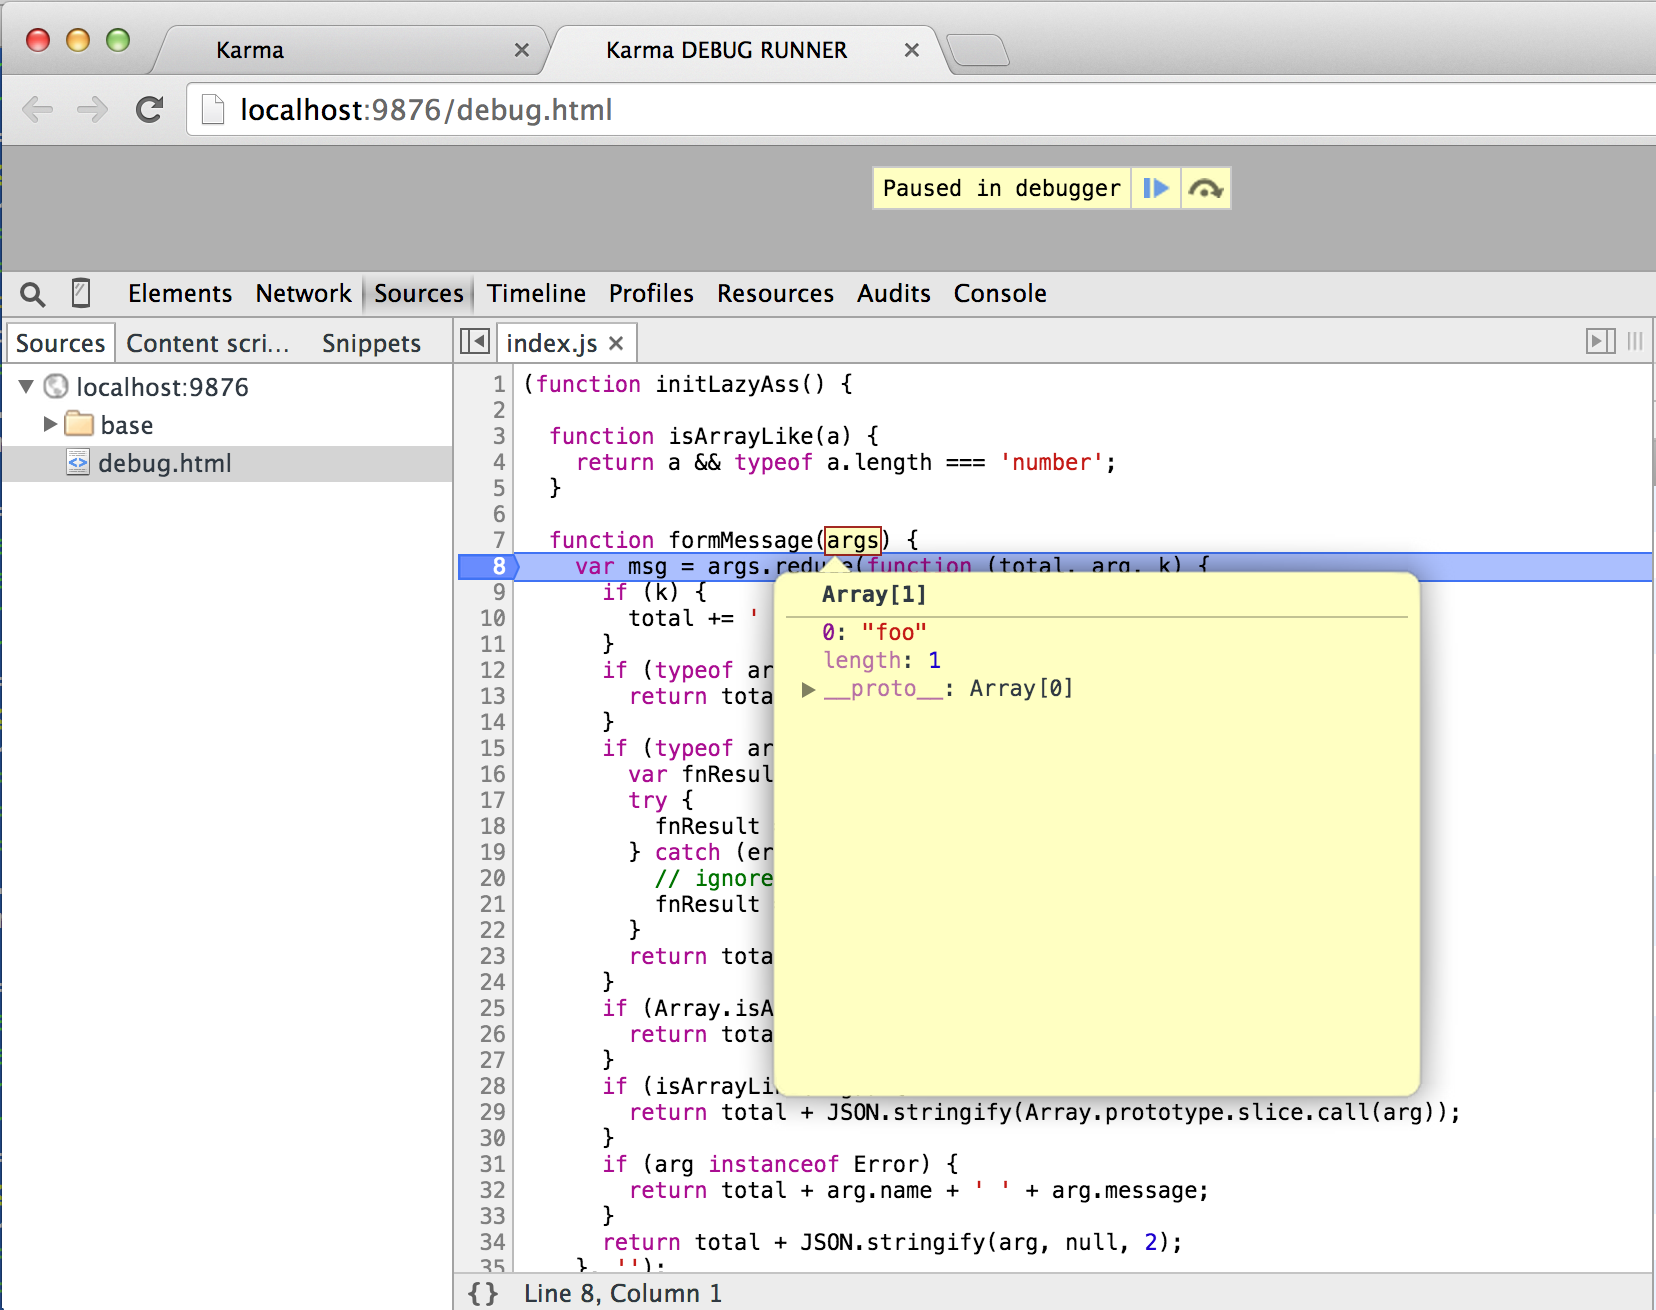 Karma
Karma DEBUG RUNNER
localhost:9876/debug.html
Paused in debugger
Elements Network Sources Timeline Profiles Resources Audits Console
Sources Content scri... Snippets
index.js
localhost:9876
base
debug.html
1 (function initLazyAss() {
2
3 function isArrayLike(a) {
4 return a && typeof a.length === 'number';
5 }
6
7 function formMessage(args) {
8 var msg = args.reduce(function (total, arg, k) {
9 if (k) {
10 total += '
11 }
12 if (typeof ar
13 return tota
14 }
15 if (typeof ar
16 var fnResul
17 try {
18 fnResult
19 } catch (er
20 // ignore
21 fnResult
22 }
23 return tota
24 }
25 if (Array.isA
26 return tota
27 }
28 if (isArrayLi
29 return total + JSON.stringify(Array.prototype.slice.call(arg));
30 }
31 if (arg instanceof Error) {
32 return total + arg.name + ' ' + arg.message;
33 }
34 return total + JSON.stringify(arg, null, 2);
35 }, '');
Array[1]
0: "foo"
length: 1
__proto__: Array[0]
{} Line 8, Column 1